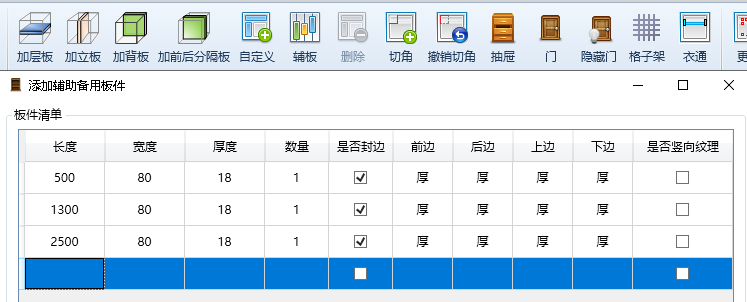 加层板 加立板 加背板 加前后分隔板 自定义 辅板 删除 切角 撤销切角 抽屉 门 隐藏门 格子架 衣通 更
添加辅助备用板件
板件清单
长度 宽度 厚度 数量 是否封边 前边 后边 上边 下边 是否竖向纹理
500 80 18 1 厚 厚 厚 厚
1300 80 18 1 厚 厚 厚 厚
2500 80 18 1 厚 厚 厚 厚